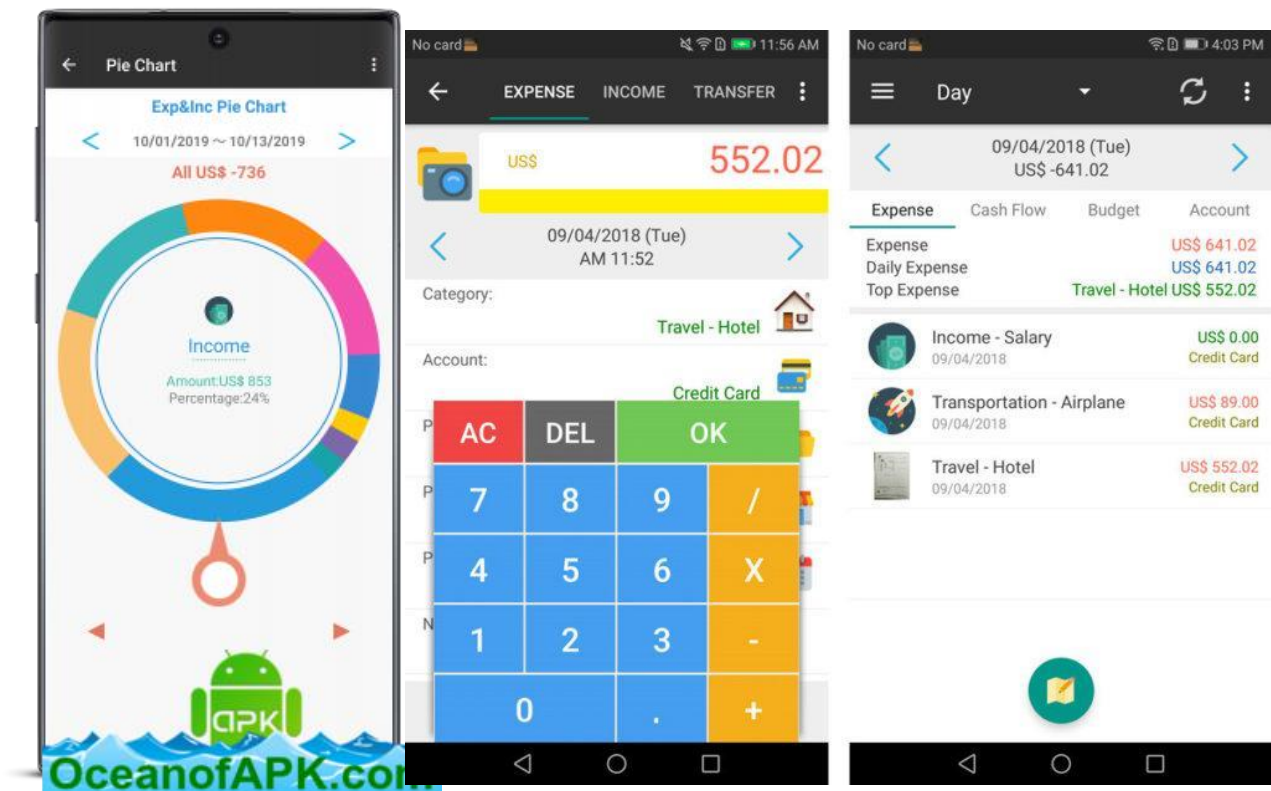 Pie Chart
Exp&Inc Pie Chart
< 10/01/2019 ~ 10/13/2019 >
All US$ -736
Income
Amount:US$ 853
Percentage:24%
APK
OceanofAPK.com
No card 11:56 AM
EXPENSE INCOME TRANSFER
US$ 552.02
09/04/2018 (Tue)
AM 11:52
Category:
Travel - Hotel
Account:
Credit Card
P
AC DEL OK
P
7 8 9 /
P
4 5 6 X
N
1 2 3 -
0 . +
No card 4:03 PM
Day
09/04/2018 (Tue)
US$ -641.02
Expense Cash Flow Budget Account
Expense US$ 641.02
Daily Expense US$ 641.02
Top Expense Travel - Hotel US$ 552.02
Income - Salary US$ 0.00
09/04/2018 Credit Card
Transportation - Airplane US$ 89.00
09/04/2018 Credit Card
Travel - Hotel US$ 552.02
09/04/2018 Credit Card